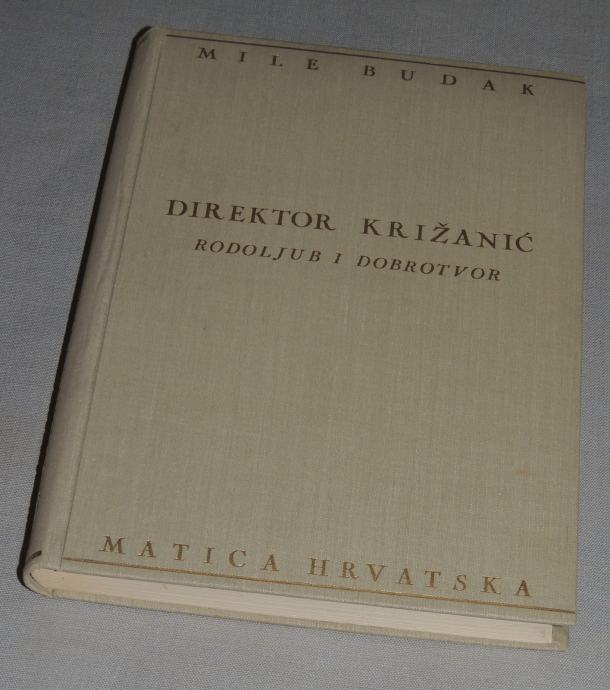 MILE BUDAK
DIREKTOR KRIŽANIĆ
RODOLJUB I DOBROTVOR
MATICA HRVATSKA